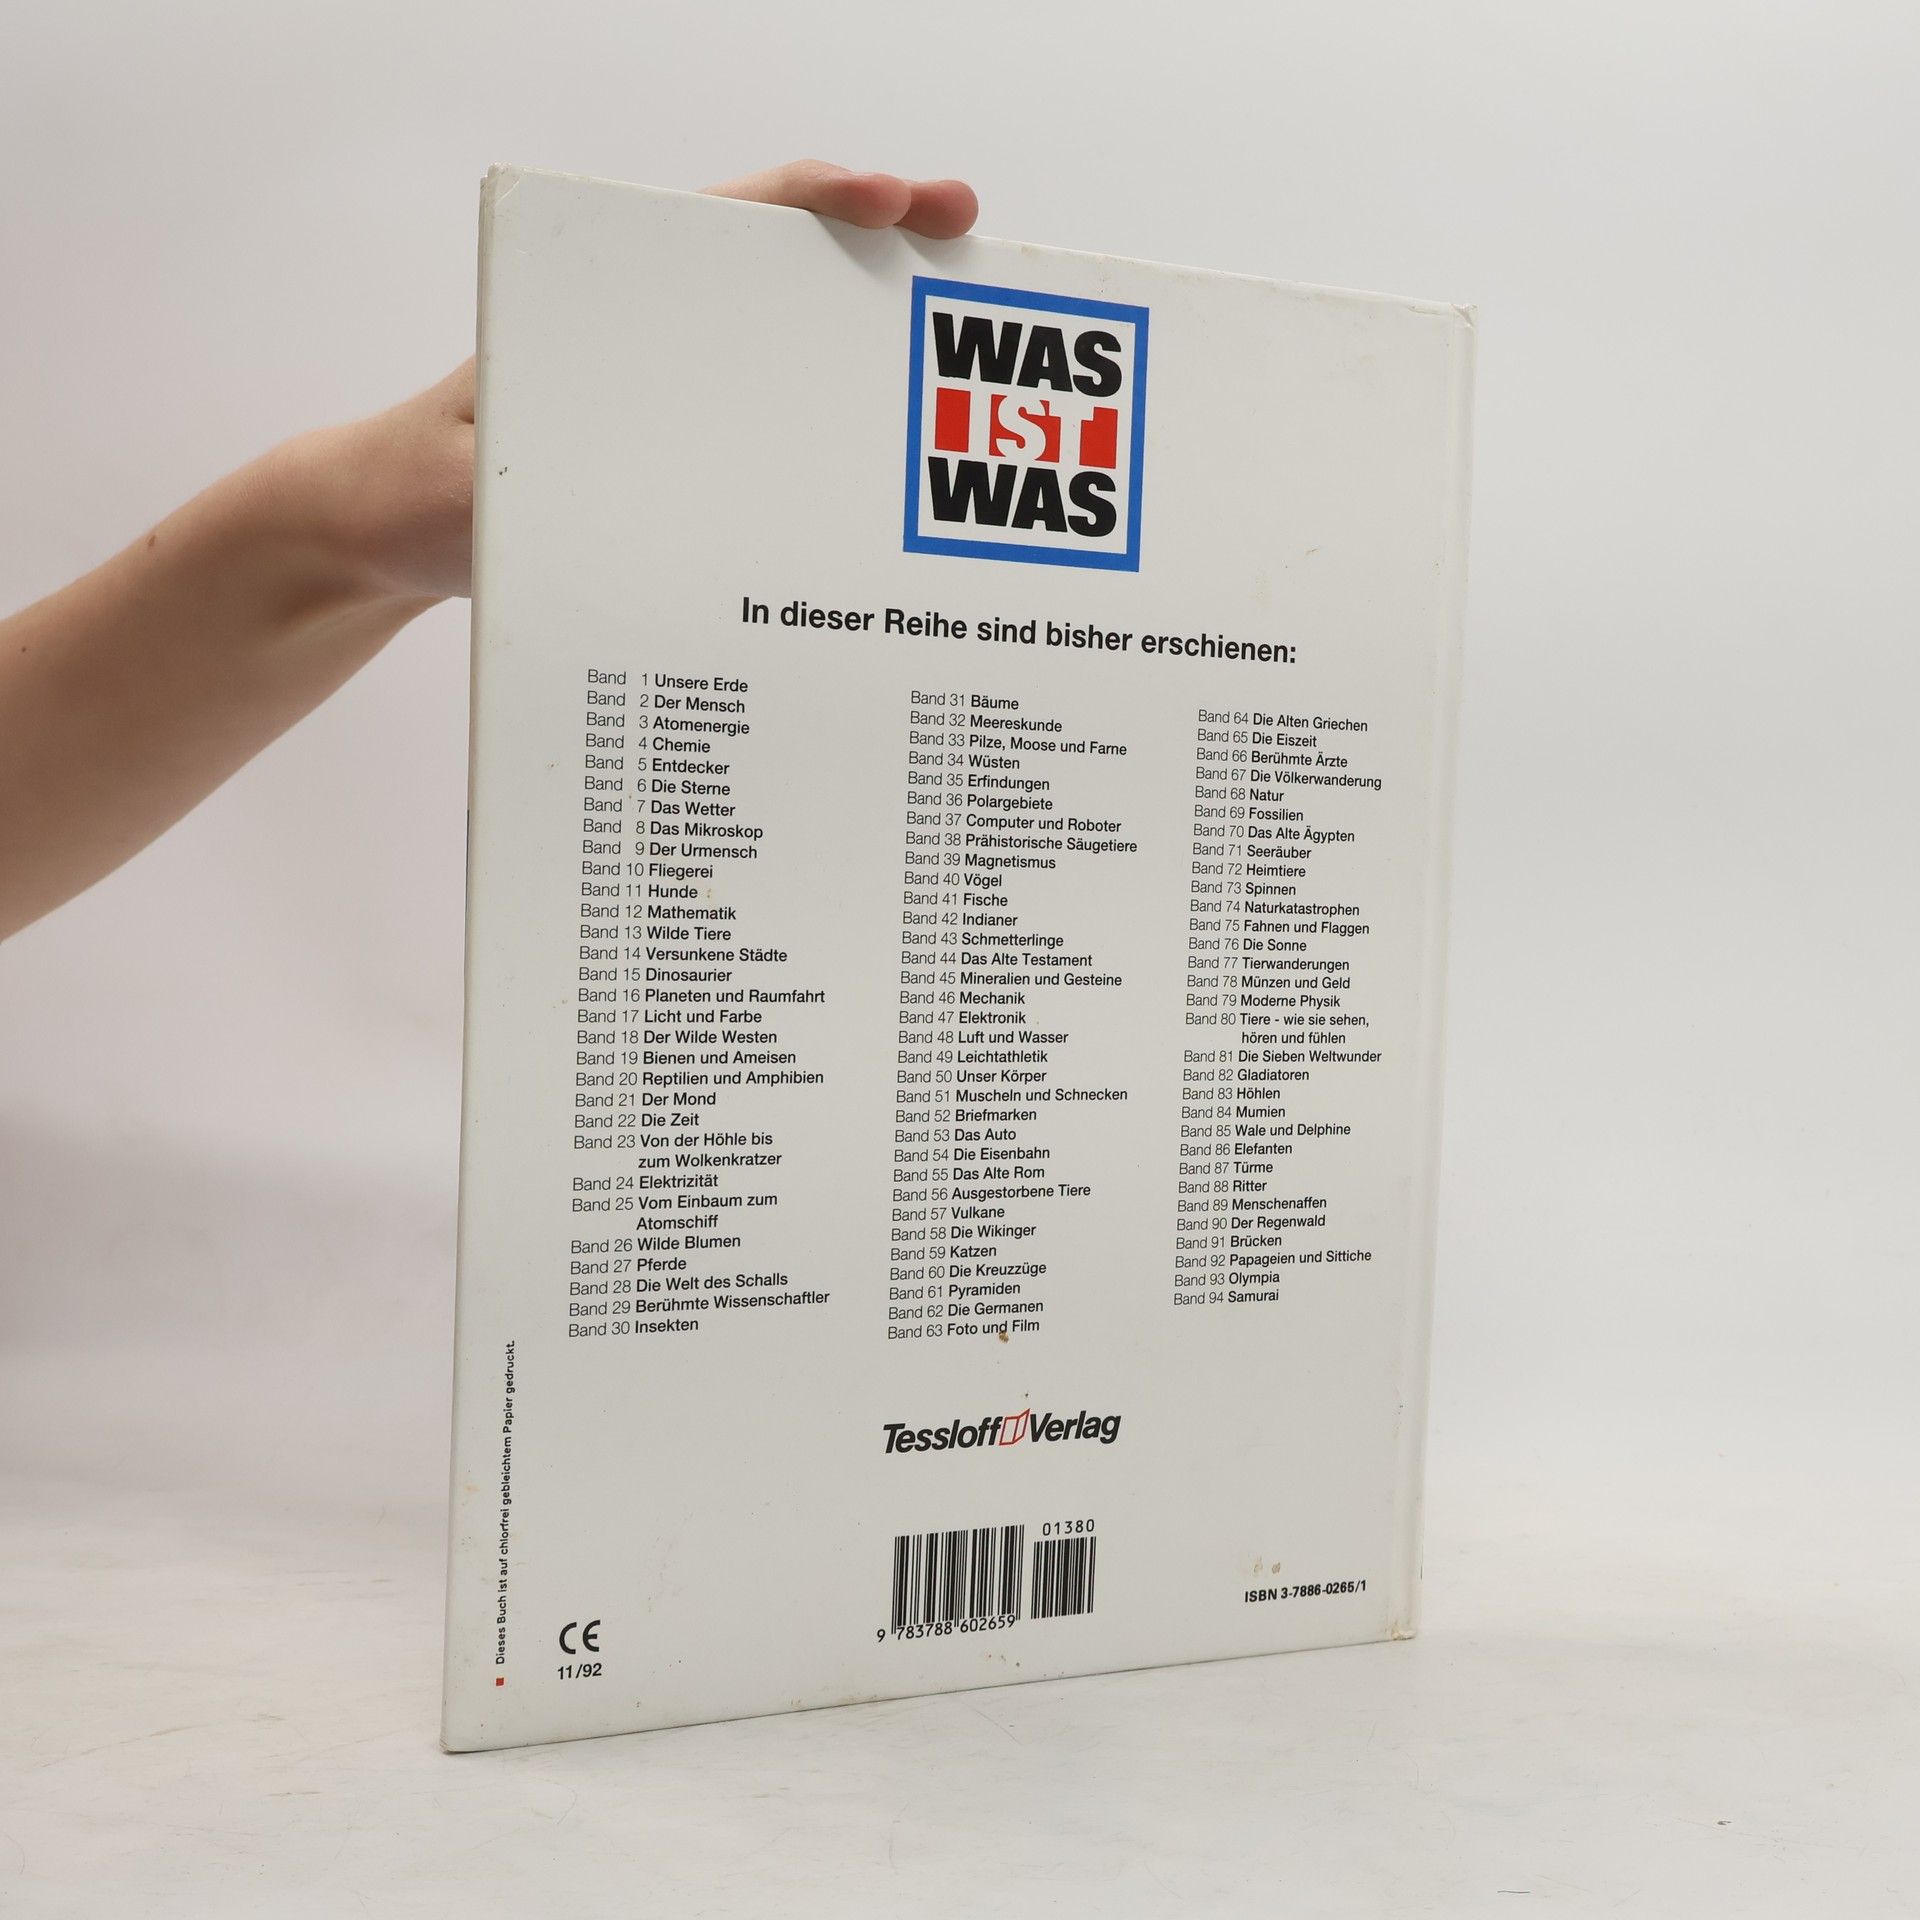 WAS
IST
WAS
In dieser Reihe sind bisher erschienen:
Band 1 Unsere Erde
Band 2 Der Mensch
Band 3 Atomenergie
Band 4 Chemie
Band 5 Entdecker
Band 6 Die Sterne
Band 7 Das Wetter
Band 8 Das Mikroskop
Band 9 Der Urmensch
Band 10 Fliegerei
Band 11 Hunde
Band 12 Mathematik
Band 13 Wilde Tiere
Band 14 Versunkene Städte
Band 15 Dinosaurier
Band 16 Planeten und Raumfahrt
Band 17 Licht und Farbe
Band 18 Der Wilde Westen
Band 19 Bienen und Ameisen
Band 20 Reptilien und Amphibien
Band 21 Der Mond
Band 22 Die Zeit
Band 23 Von der Höhle bis
zum Wolkenkratzer
Band 24 Elektrizität
Band 25 Vom Einbaum zum
Atomschiff
Band 26 Wilde Blumen
Band 27 Pferde
Band 28 Die Welt des Schalls
Band 29 Berühmte Wissenschaftler
Band 30 Insekten
Band 31 Bäume
Band 32 Meereskunde
Band 33 Pilze, Moose und Farne
Band 34 Wüsten
Band 35 Erfindungen
Band 36 Polargebiete
Band 37 Computer und Roboter
Band 38 Prähistorische Säugetiere
Band 39 Magnetismus
Band 40 Vögel
Band 41 Fische
Band 42 Indianer
Band 43 Schmetterlinge
Band 44 Das Alte Testament
Band 45 Mineralien und Gesteine
Band 46 Mechanik
Band 47 Elektronik
Band 48 Luft und Wasser
Band 49 Leichtathletik
Band 50 Unser Körper
Band 51 Muscheln und Schnecken
Band 52 Briefmarken
Band 53 Das Auto
Band 54 Die Eisenbahn
Band 55 Das Alte Rom
Band 56 Ausgestorbene Tiere
Band 57 Vulkane
Band 58 Die Wikinger
Band 59 Katzen
Band 60 Die Kreuzzüge
Band 61 Pyramiden
Band 62 Die Germanen
Band 63 Foto und Film
Band 64 Die Alten Griechen
Band 65 Die Eiszeit
Band 66 Berühmte Ärzte
Band 67 Die Völkerwanderung
Band 68 Natur
Band 69 Fossilien
Band 70 Das Alte Ägypten
Band 71 Seeräuber
Band 72 Heimtiere
Band 73 Spinnen
Band 74 Naturkatastrophen
Band 75 Fahnen und Flaggen
Band 76 Die Sonne
Band 77 Tierwanderungen
Band 78 Münzen und Geld
Band 79 Moderne Physik
Band 80 Tiere - wie sie sehen,
hören und fühlen
Band 81 Die Sieben Weltwunder
Band 82 Gladiatoren
Band 83 Höhlen
Band 84 Mumien
Band 85 Wale und Delphine
Band 86 Elefanten
Band 87 Türme
Band 88 Ritter
Band 89 Menschenaffen
Band 90 Der Regenwald
Band 91 Brücken
Band 92 Papageien und Sittiche
Band 93 Olympia
Band 94 Samurai
Dieses Buch ist auf chlorfrei gebleichtem Papier gedruckt.
Tessloff Verlag
01380
9 783788 602659
ISBN 3-7886-0265/1
CE
11/92